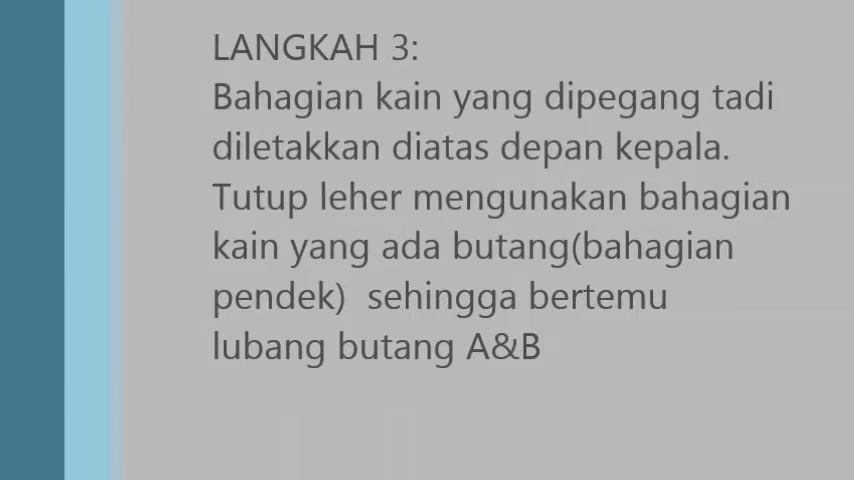 LANGKAH 3:
Bahagian kain yang dipegang tadi
diletakkan diatas depan kepala.
Tutup leher mengunakan bahagian
kain yang ada butang(bahagian
pendek)  sehingga bertemu
lubang butang A&B